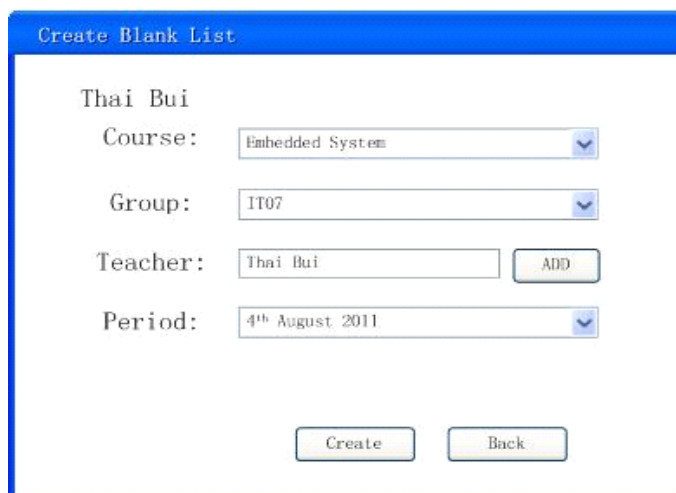 Create Blank List
Thai Bui
Course: Embedded System
Group: IT07
Teacher: Thai Bui ADD
Period: 4th August 2011
Create Back